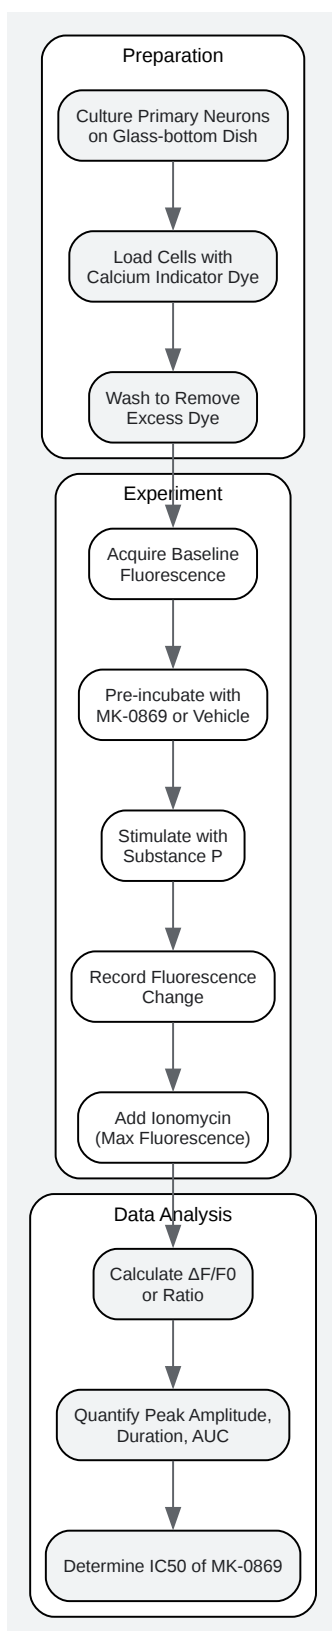 Preparation
Culture Primary Neurons
on Glass-bottom Dish
Load Cells with
Calcium Indicator Dye
Wash to Remove
Excess Dye
Experiment
Acquire Baseline
Fluorescence
Pre-incubate with
MK-0869 or Vehicle
Stimulate with
Substance P
Record Fluorescence
Change
Add Ionomycin
(Max Fluorescence)
Data Analysis
Calculate ΔF/F0
or Ratio
Quantify Peak Amplitude,
Duration, AUC
Determine IC50 of MK-0869